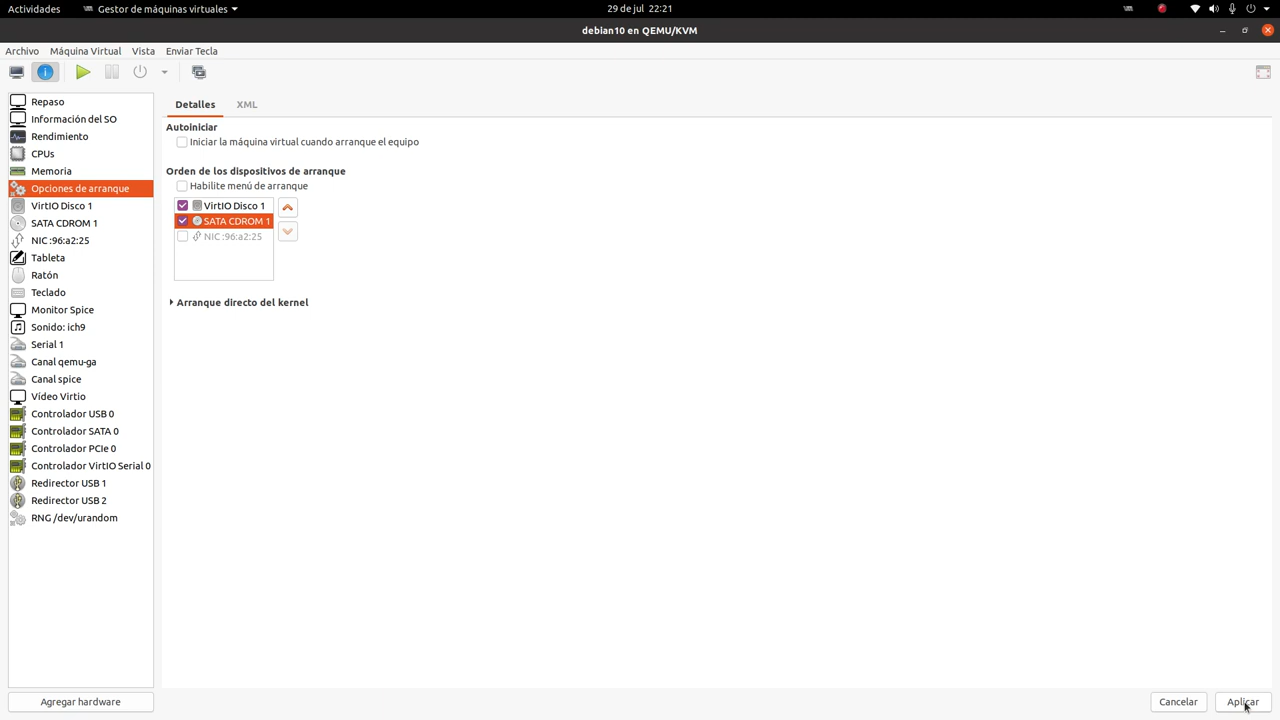 Actividades
Gestor de máquinas virtuales
29 de jul 22:21
debian10 en QEMU/KVM
Archivo Máquina Virtual Vista Enviar Tecla
Repaso
Información del SO
Rendimiento
CPUs
Memoria
Opciones de arranque
VirtIO Disco 1
SATA CDROM 1
NIC :96:a2:25
Tableta
Ratón
Teclado
Monitor Spice
Sonido: ich9
Serial 1
Canal qemu-ga
Canal spice
Vídeo Virtio
Controlador USB 0
Controlador SATA 0
Controlador PCIe 0
Controlador VirtIO Serial 0
Redirector USB 1
Redirector USB 2
RNG /dev/urandom
Agregar hardware
Detalles XML
Autoiniciar
Iniciar la máquina virtual cuando arranque el equipo
Orden de los dispositivos de arranque
Habilite menú de arranque
VirtIO Disco 1
SATA CDROM 1
NIC :96:a2:25
Arranque directo del kernel
Cancelar Aplicar